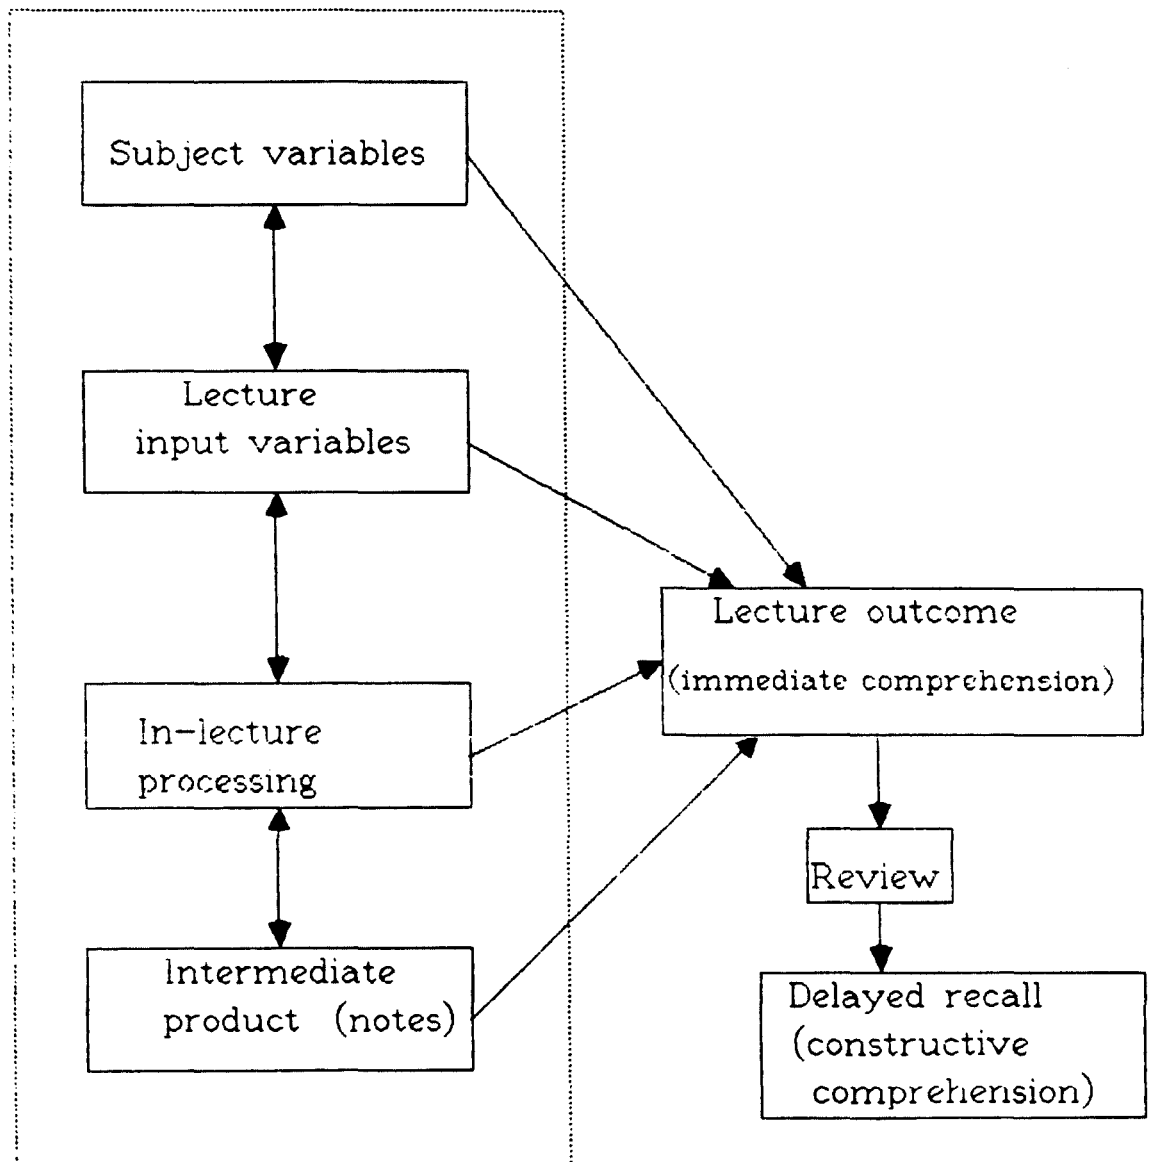 Subject variables
Lecture
input variables
In-lecture
processing
Intermediate
product (notes)
Lecture outcome
(immediate comprehension)
Review
Delayed recall
(constructive
comprehension)